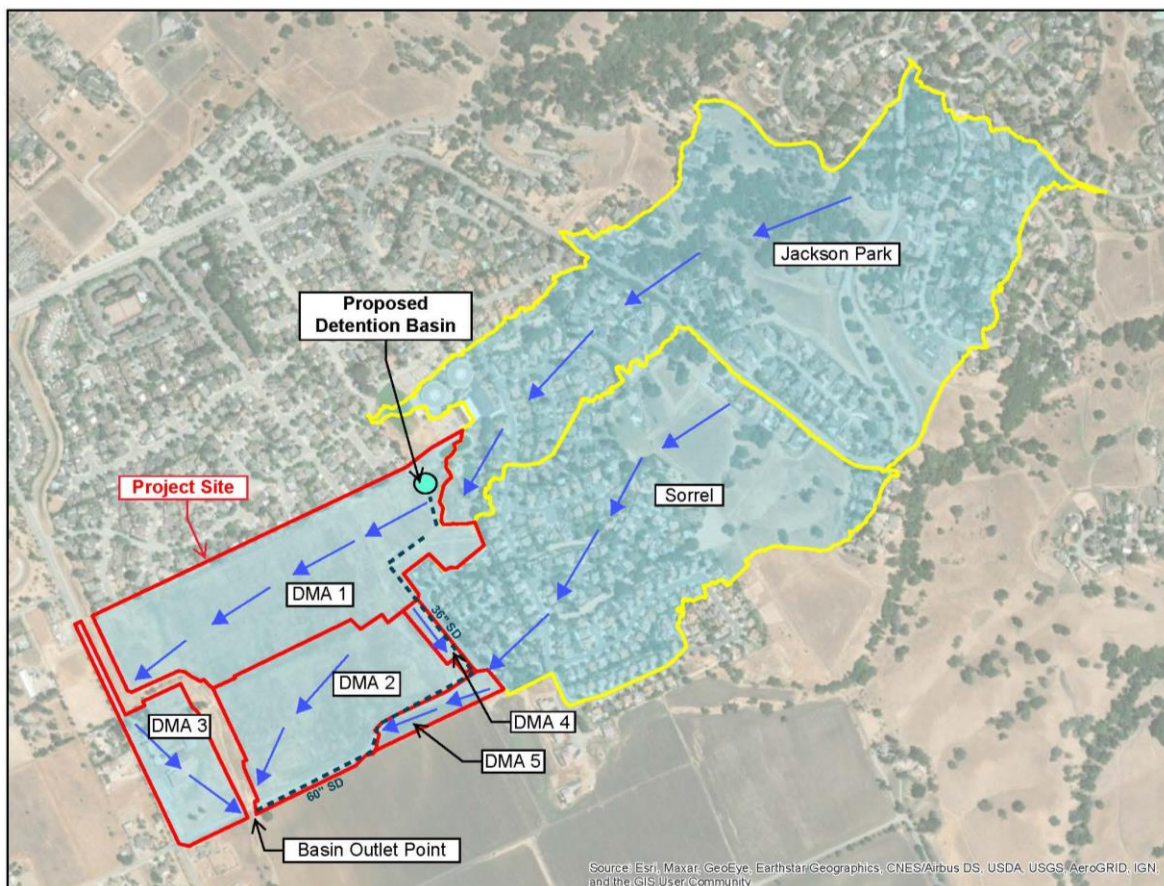 Jackson Park
Proposed
Detention Basin
Project Site
Sorrel
DMA 1
36" SD
DMA 2
DMA 3
DMA 4
DMA 5
60" SD
Basin Outlet Point
Source: Esri, Maxar, GeoEye, Earthstar Geographics, CNES/Airbus DS, USDA, USGS, AeroGRID, IGN,
and the GIS User Community